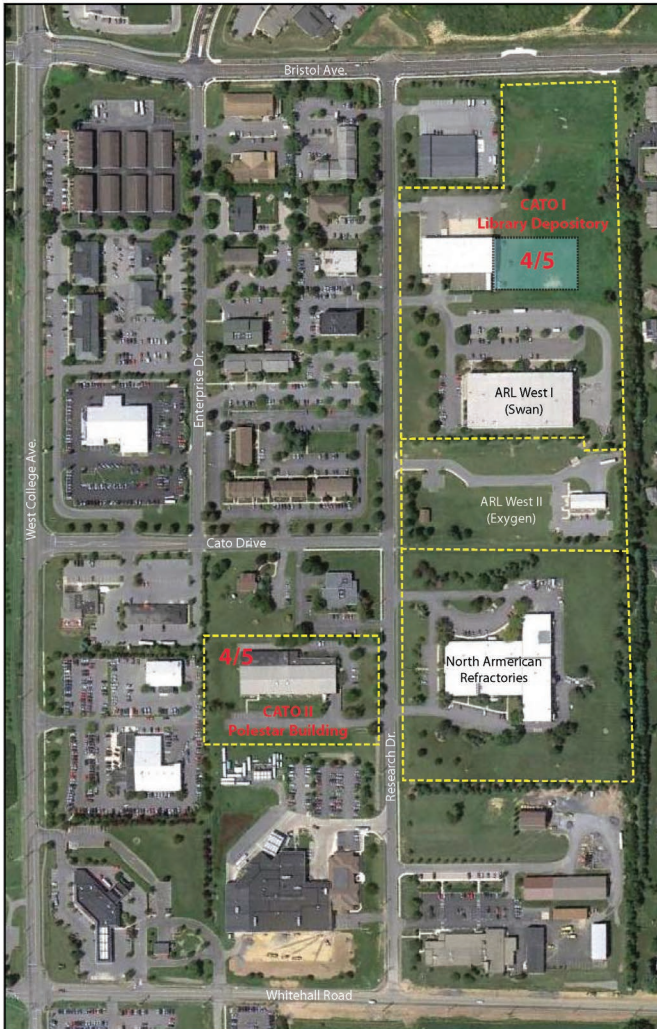 Bristol Ave.
CATO I
Library Depository
4/5
ARL West I
(Swan)
Enterprise Dr.
West College Ave.
ARL West II
(Exygen)
Cato Drive
4/5
CATO II
Polestar Building
North Armerican
Refractories
Research Dr.
Whitehall Road